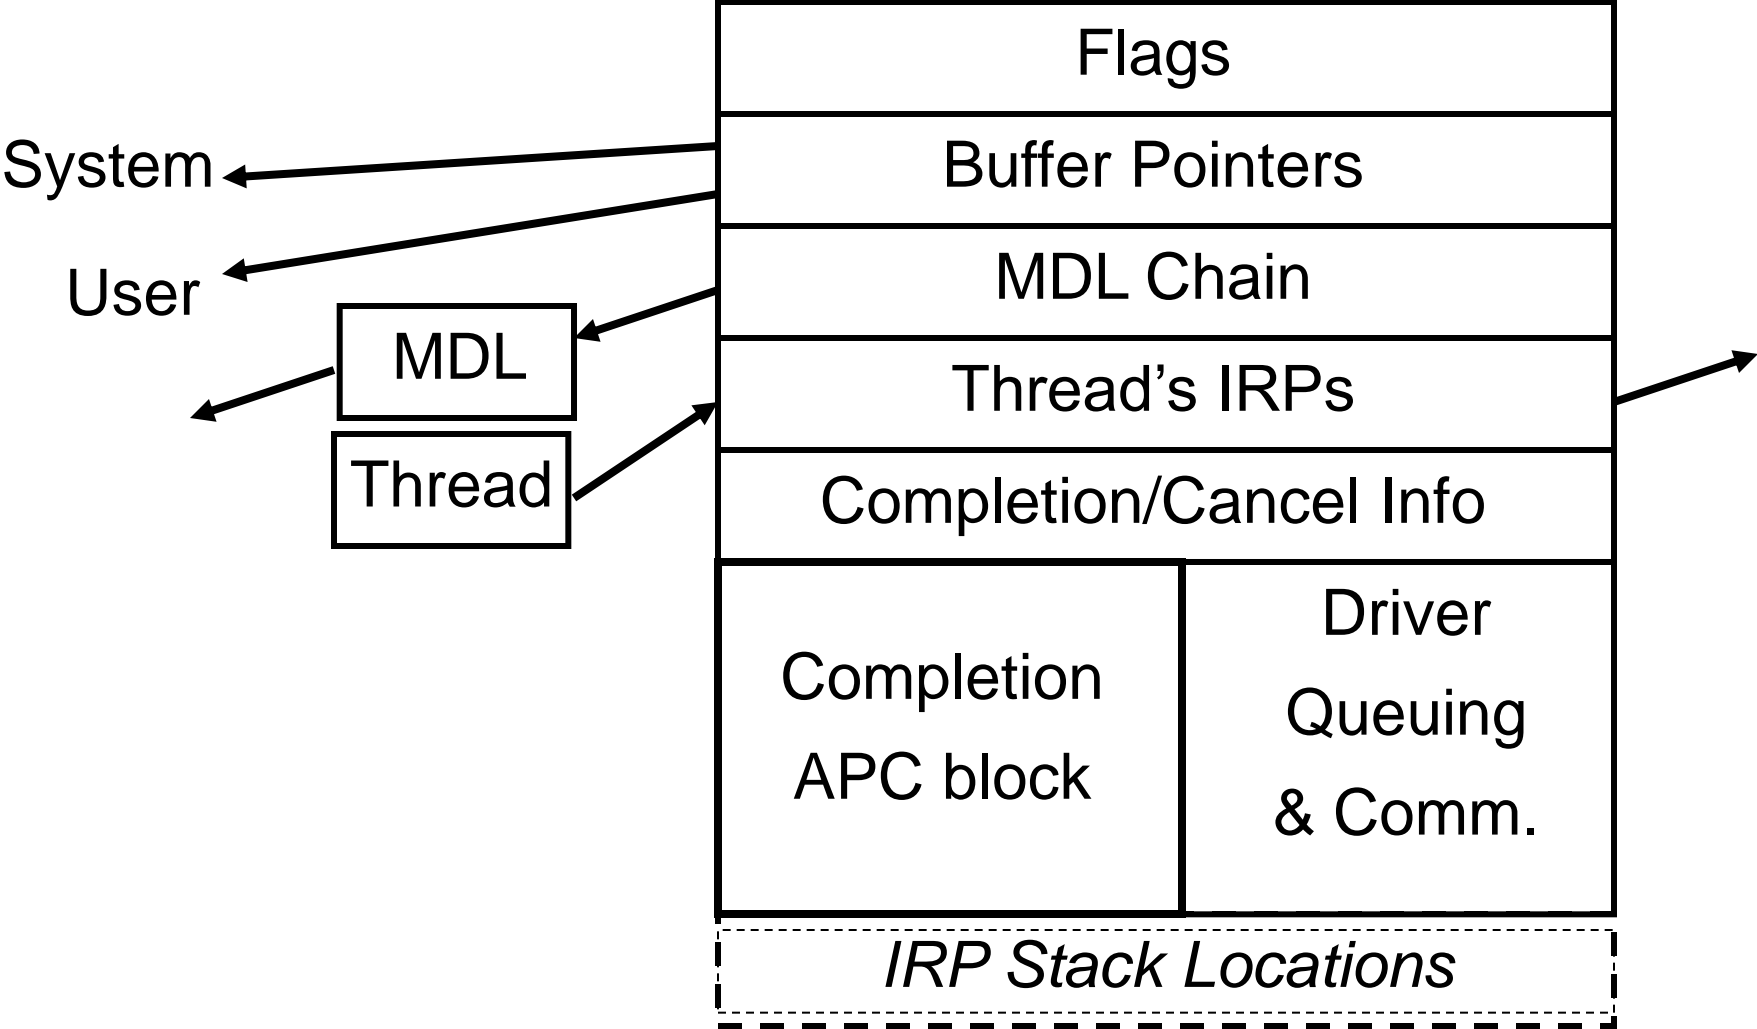 Flags
System
Buffer Pointers
User
MDL Chain
MDL
Thread’s IRPs
Thread
Completion/Cancel Info
Completion
APC block
Driver
Queuing
& Comm.
IRP Stack Locations